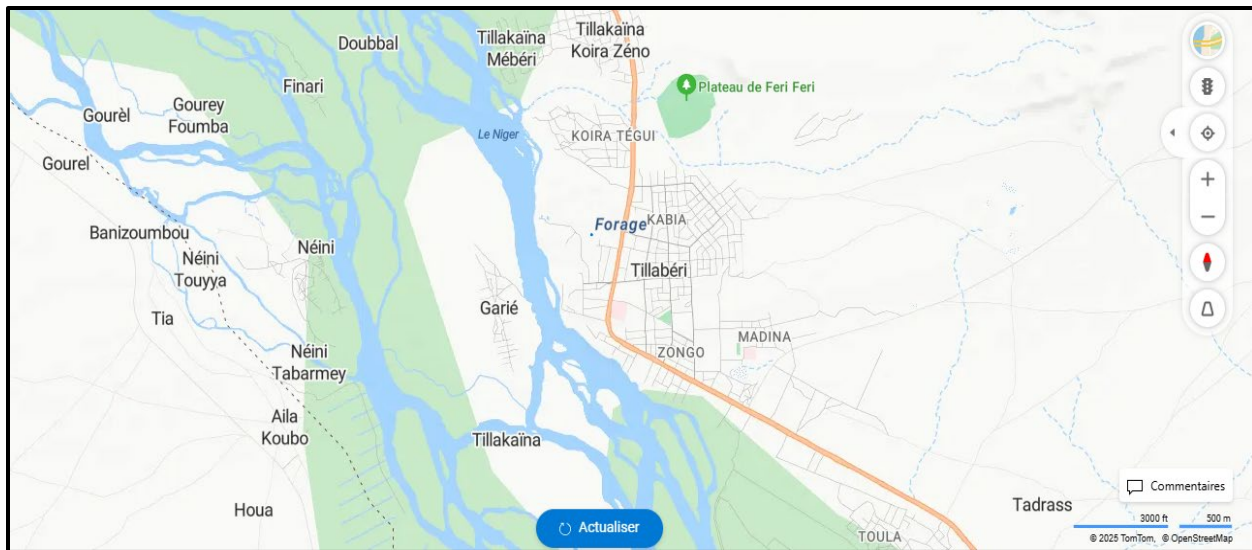 Doubbal
Tillakaïna
Mébéri
Tillakaïna
Koira Zéno
Finari
Plateau de Feri Feri
Gourèl
Gourey
Foumba
Le Niger
KOIRA TÉGUI
Gourel
Forage
KABIA
Banizoumbou
Néini
Néini
Touyya
Tillabéri
Tia
Garié
MADINA
ZONGO
Néini
Tabarmey
Aila
Koubo
Tillakaïna
Commentaires
Houa
Tadrass
Actualiser
3000 ft 500 m
TOULA
© 2025 TomTom, © OpenStreetMap